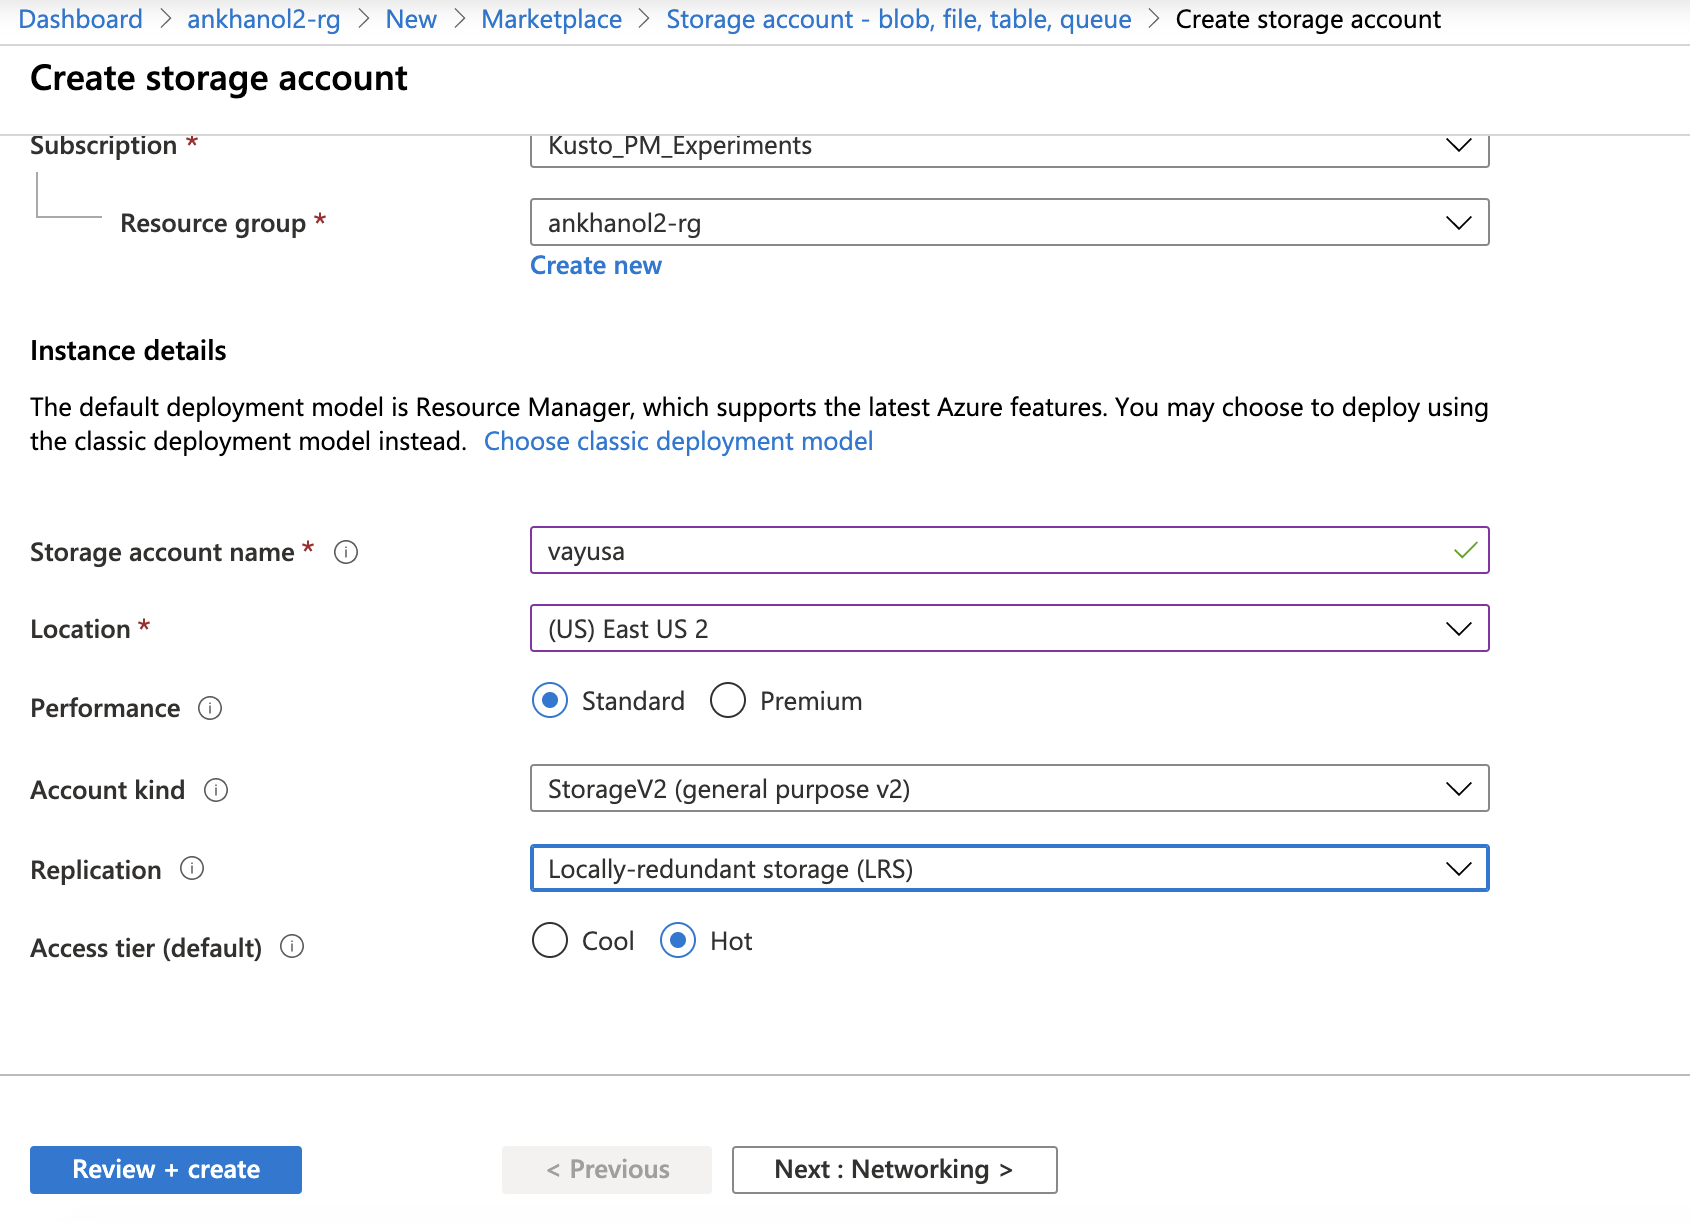 Dashboard > ankhanol2-rg > New > Marketplace > Storage account - blob, file, table, queue > Create storage account
Create storage account
Subscription * Kusto_PM_Experiments
Resource group * ankhanol2-rg
Create new
Instance details
The default deployment model is Resource Manager, which supports the latest Azure features. You may choose to deploy using
the classic deployment model instead. Choose classic deployment model
Storage account name * vayusa
Location * (US) East US 2
Performance Standard Premium
Account kind StorageV2 (general purpose v2)
Replication Locally-redundant storage (LRS)
Access tier (default) Cool Hot
Review + create < Previous Next : Networking >